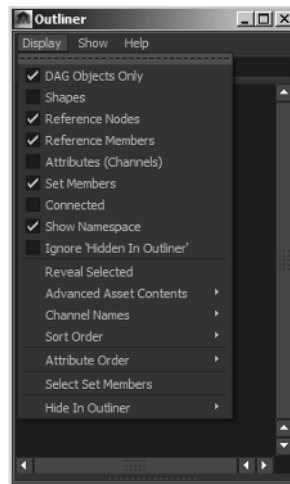 Outliner
Display Show Help
DAG Objects Only
Shapes
Reference Nodes
Reference Members
Attributes (Channels)
Set Members
Connected
Show Namespace
Ignore 'Hidden In Outliner'
Reveal Selected
Advanced Asset Contents
Channel Names
Sort Order
Attribute Order
Select Set Members
Hide In Outliner